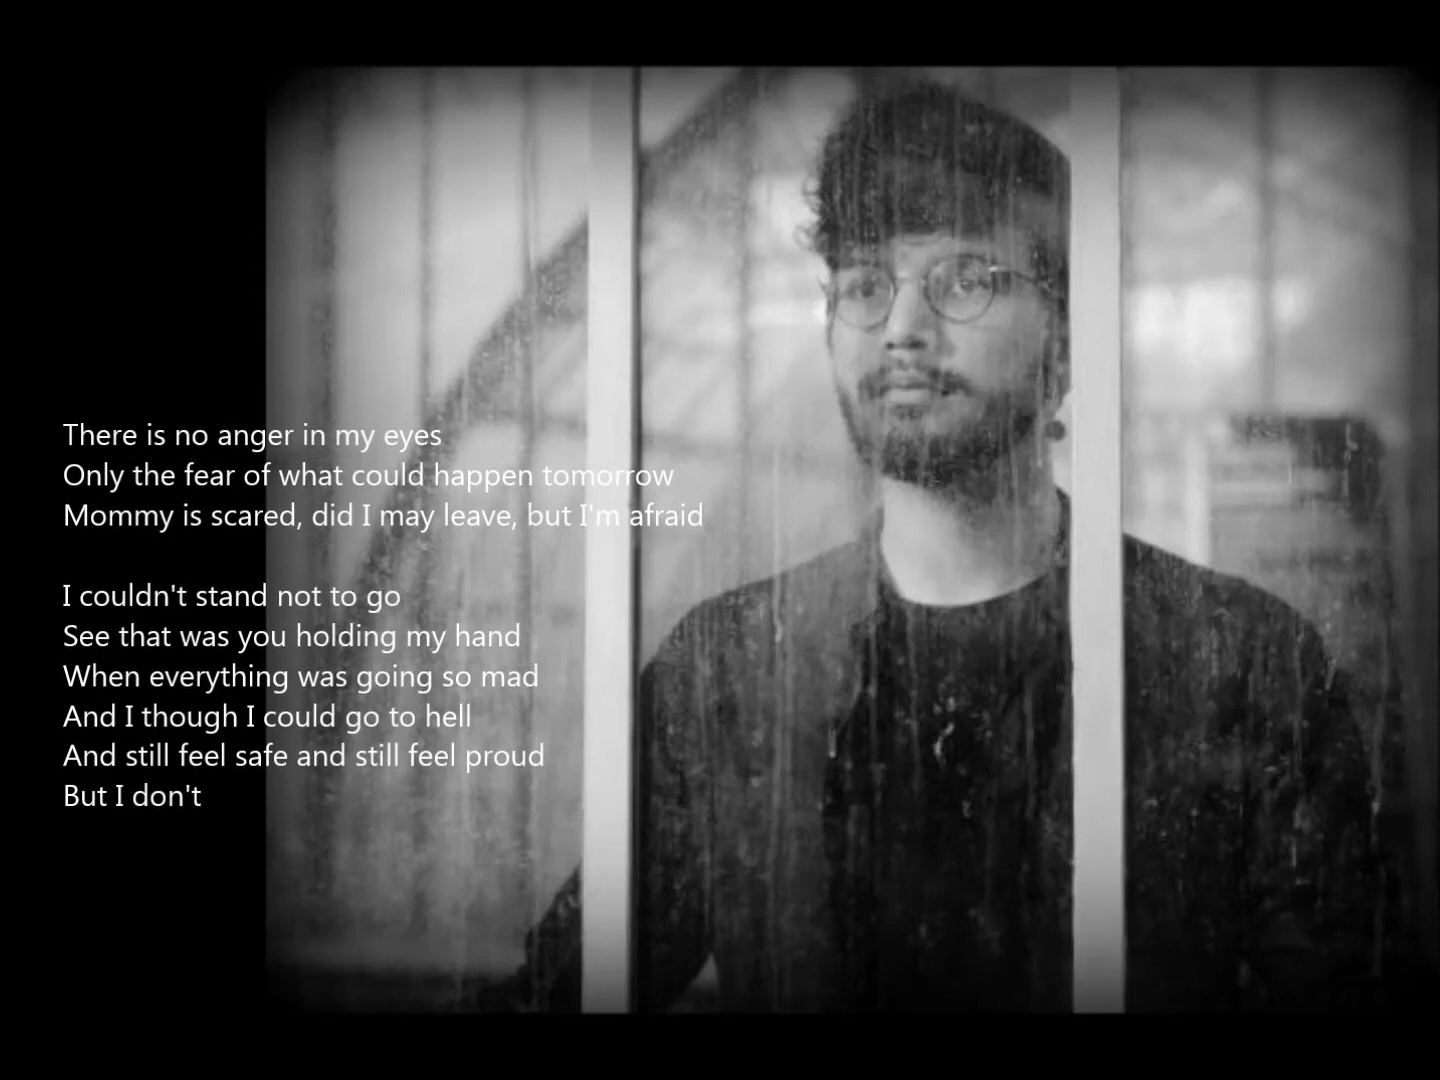 There is no anger in my eyes
Only the fear of what could happen tomorrow
Mommy is scared, did I may leave, but I'm afraid
I couldn't stand not to go
See that was you holding my hand
When everything was going so mad
And I though I could go to hell
And still feel safe and still feel proud
But I don't